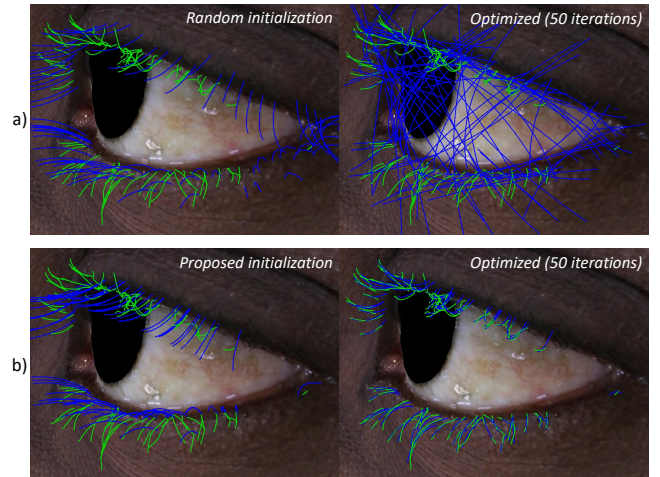 Random initialization
Optimized (50 iterations)
a)
Proposed initialization
Optimized (50 iterations)
b)